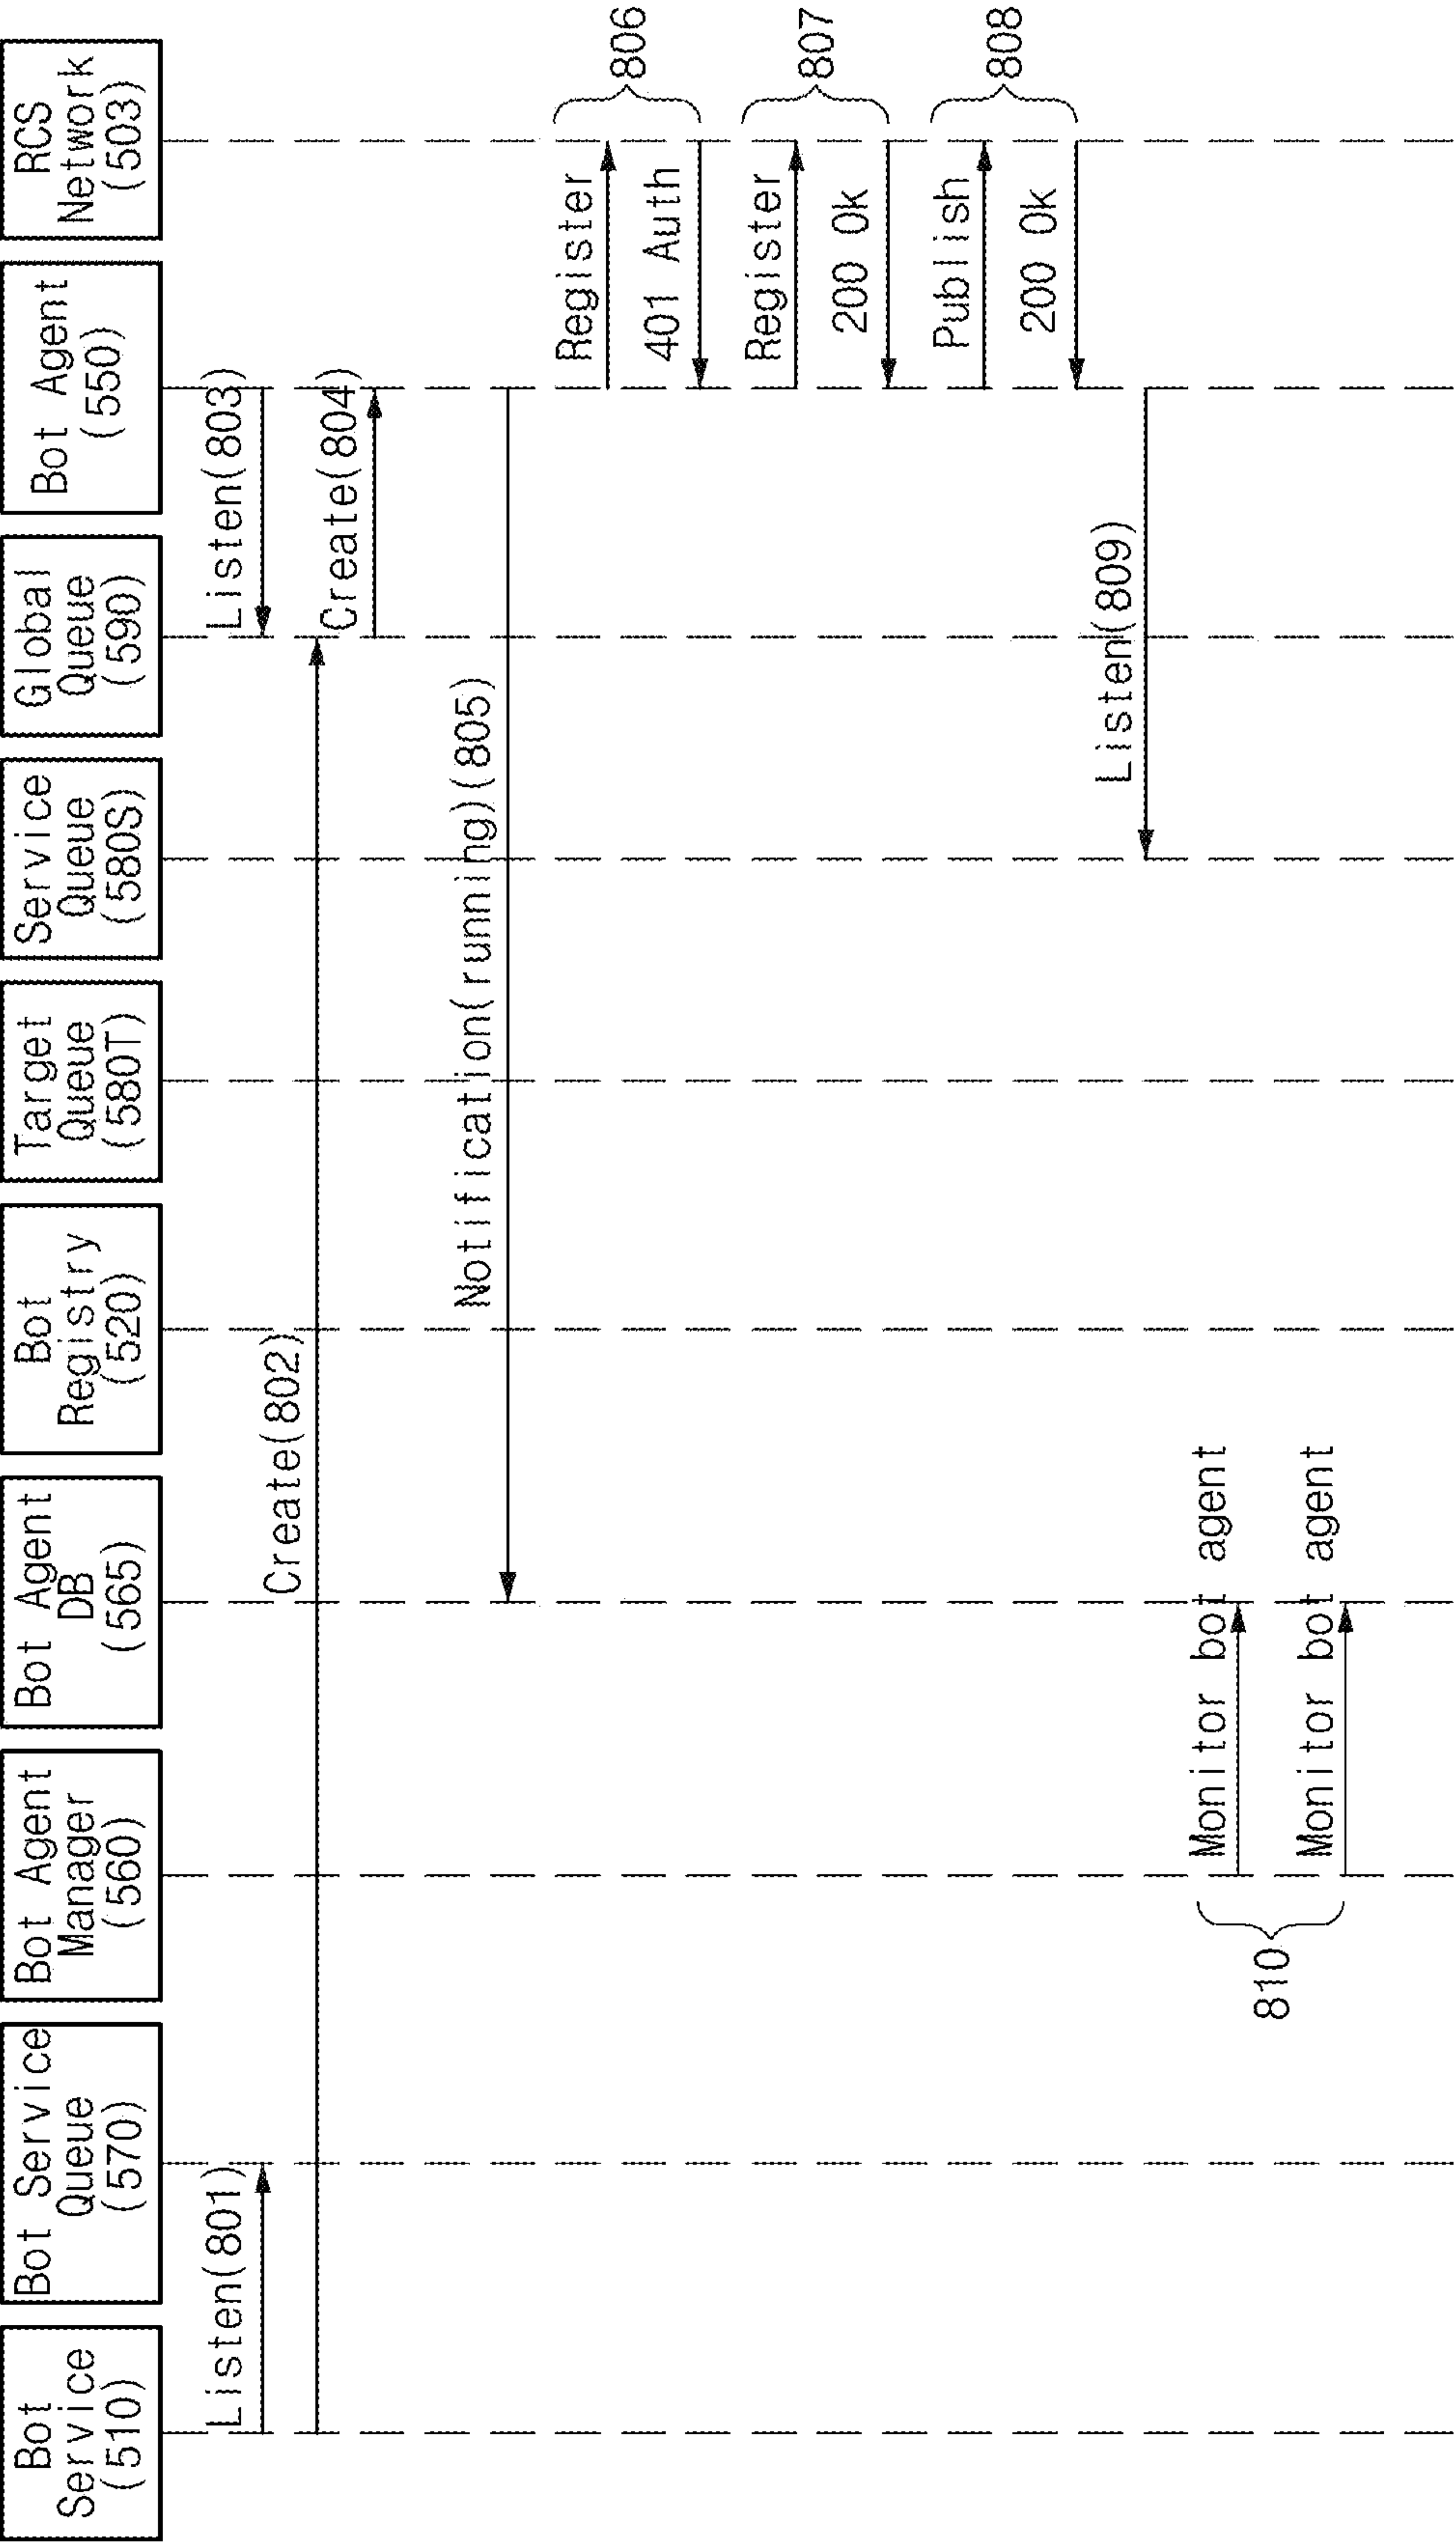 Bot
Service
(510)
Bot Service
Queue
(570)
Bot Agent
Manager
(560)
Bot Agent
DB
(565)
Bot
Registry
(520)
Target
Queue
(580T)
Service
Queue
(580S)
Global
Queue
(590)
Bot Agent
(550)
RCS
Network
(503)
Listen(801)
Listen(803)
Create(802)
Create(804)
Notification(running)(805)
Register
401 Auth
806
Register
200 Ok
807
Publish
200 Ok
808
Listen(809)
Monitor bot agent
Monitor bot agent
810